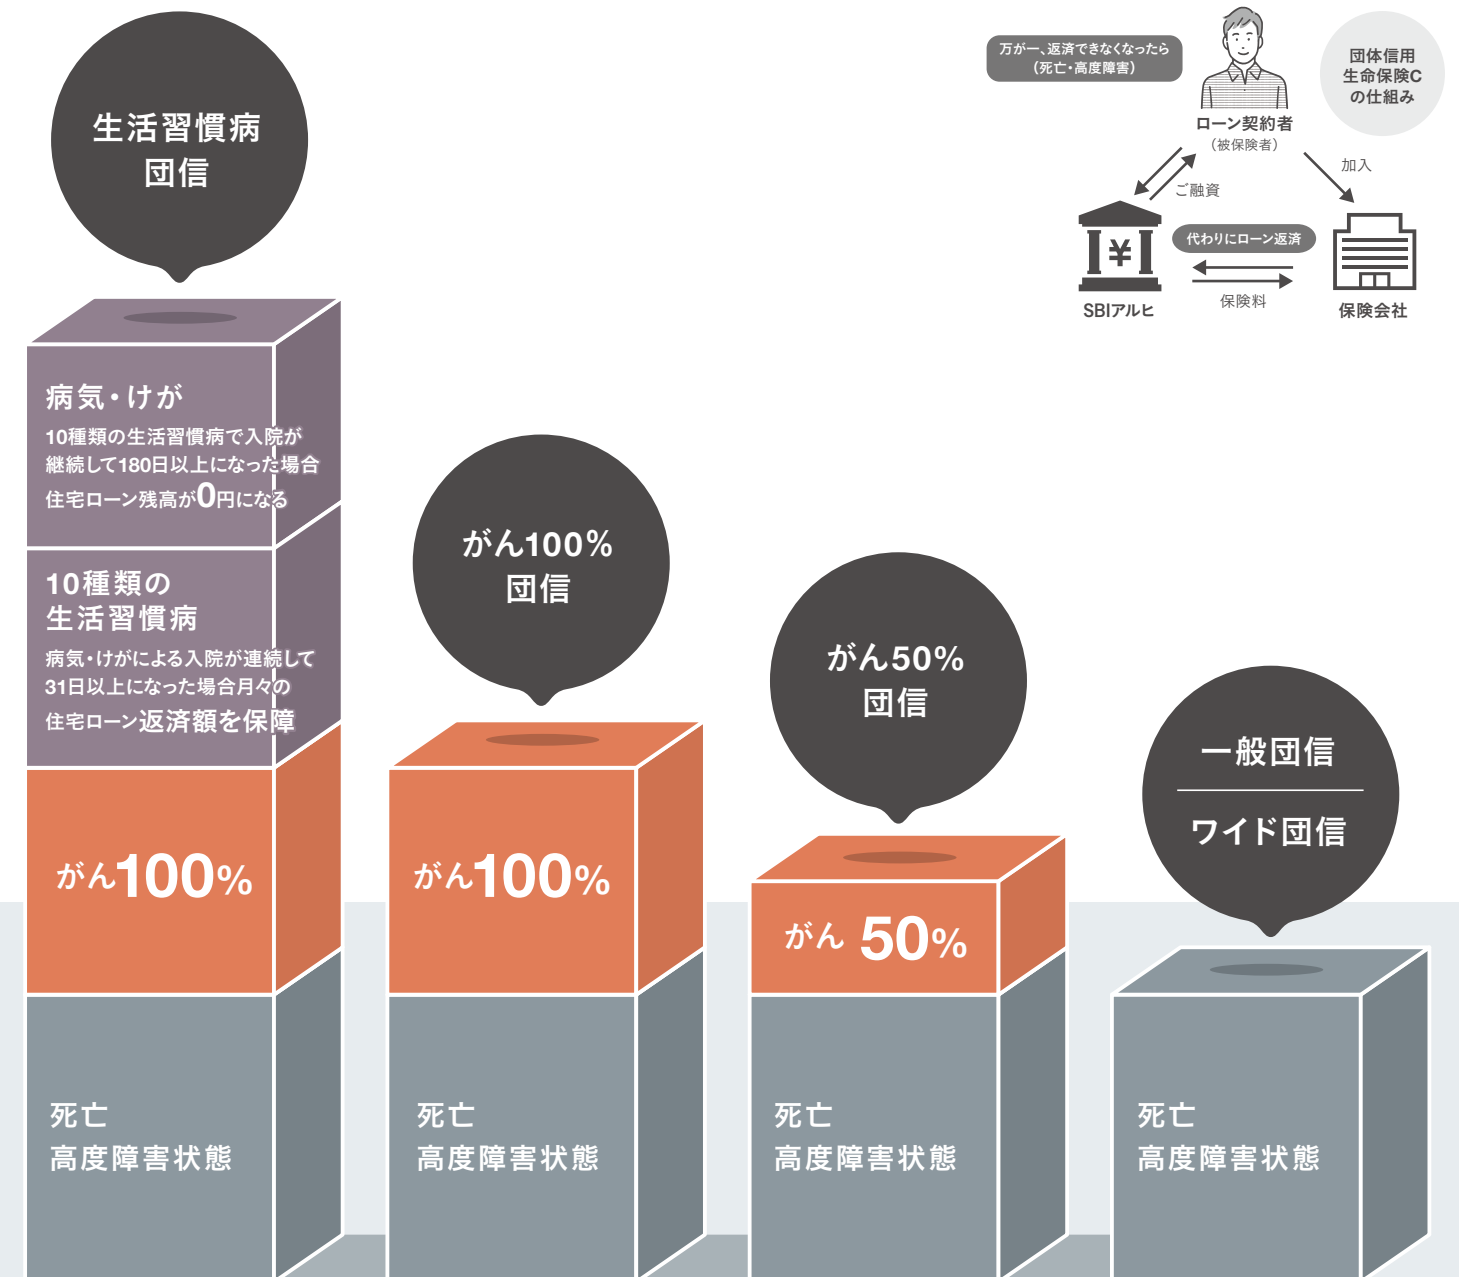 生活習慣病
団信
病気・けが
10種類の生活習慣病で入院が
継続して180日以上になった場合
住宅ローン残高が0円になる
10種類の
生活習慣病
病気・けがによる入院が連続して
31日以上になった場合月々の
住宅ローン返済額を保障
がん100%
死亡
高度障害状態
がん100%
団信
がん100%
死亡
高度障害状態
がん50%
団信
がん 50%
死亡
高度障害状態
一般団信
ワイド団信
死亡
高度障害状態
万が一、返済できなくなったら
（死亡・高度障害）
団体信用
生命保険C
の仕組み
ローン契約者
（被保険者）
加入
ご融資
¥
代わりにローン返済
保険料
SBIアルヒ
保険会社